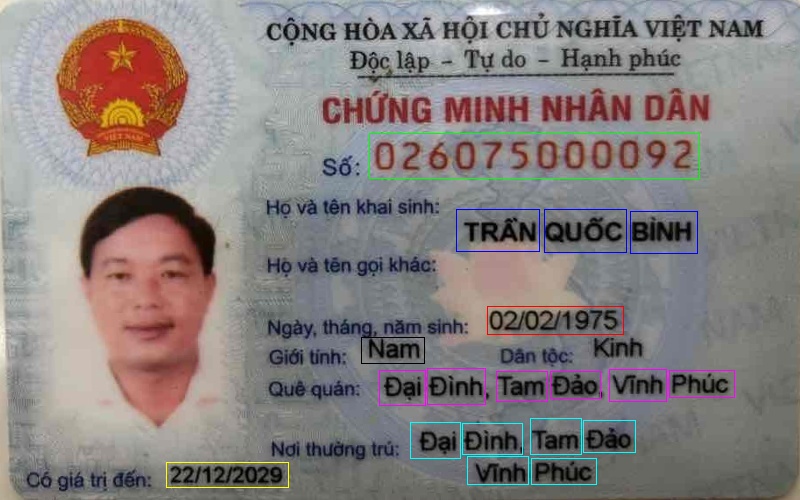 CỘNG HÒA XÃ HỘI CHỦ NGHĨA VIỆT NAM
Độc lập - Tự do - Hạnh phúc
CHỨNG MINH NHÂN DÂN
Số: 026075000092
Họ và tên khai sinh:
TRẦN QUỐC BÌNH
Họ và tên gọi khác:
Ngày, tháng, năm sinh: 02/02/1975
Giới tính: Nam Dân tộc: Kinh
Quê quán: Đại Đình, Tam Đảo, Vĩnh Phúc
Nơi thường trú: Đại Đình, Tam Đảo
Vĩnh Phúc
Có giá trị đến: 22/12/2029
VIỆT NAM